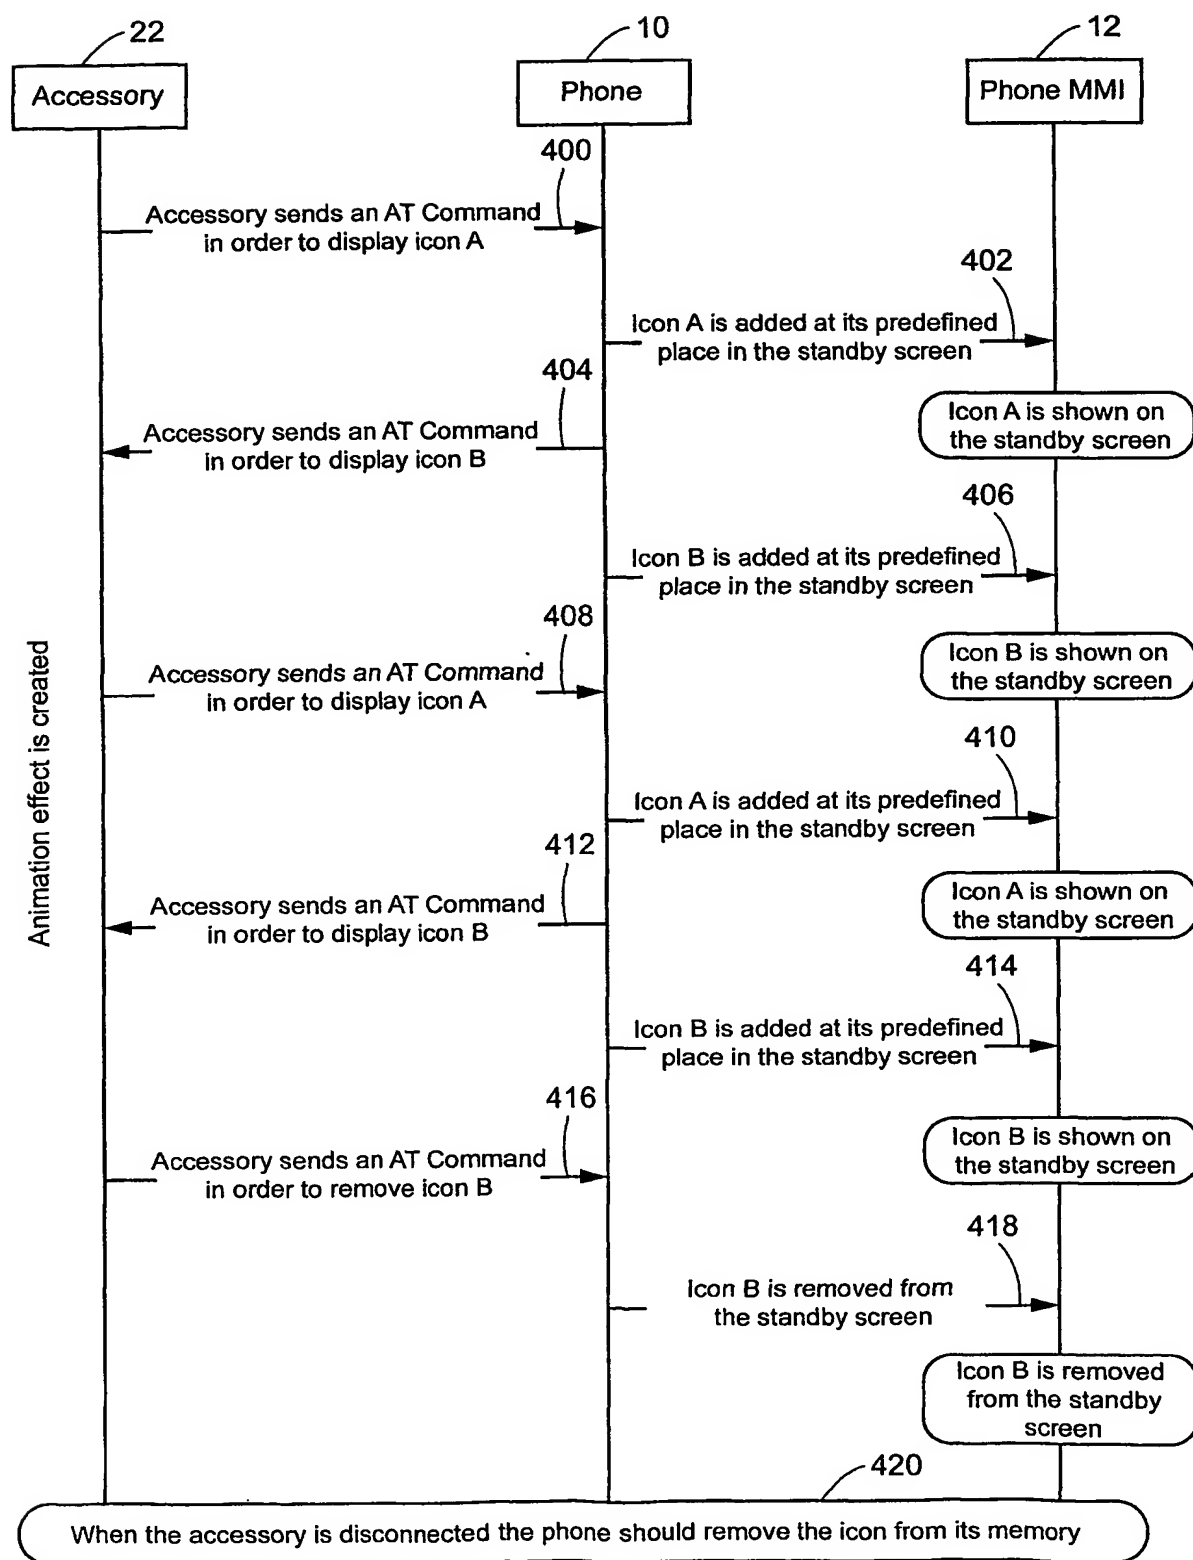 22
10
12
Accessory
Phone
Phone MMI
400
Accessory sends an AT Command
in order to display icon A
402
Icon A is added at its predefined
place in the standby screen
404
Icon A is shown on
the standby screen
Accessory sends an AT Command
in order to display icon B
406
Icon B is added at its predefined
place in the standby screen
408
Icon B is shown on
the standby screen
Accessory sends an AT Command
in order to display icon A
Animation effect is created
410
Icon A is added at its predefined
place in the standby screen
412
Icon A is shown on
the standby screen
Accessory sends an AT Command
in order to display icon B
414
Icon B is added at its predefined
place in the standby screen
416
Icon B is shown on
the standby screen
Accessory sends an AT Command
in order to remove icon B
418
Icon B is removed from
the standby screen
Icon B is removed
from the standby
screen
420
When the accessory is disconnected the phone should remove the icon from its memory